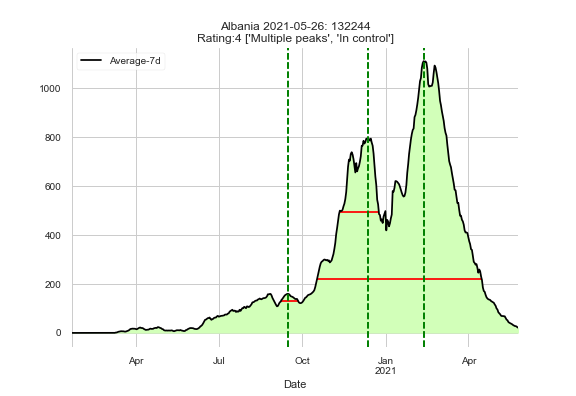 Albania 2021-05-26: 132244
Rating:4 ['Multiple peaks', 'In control']
Average-7d
1000
800
600
400
200
0
Apr
Jul
Oct
Jan
2021
Apr
Date